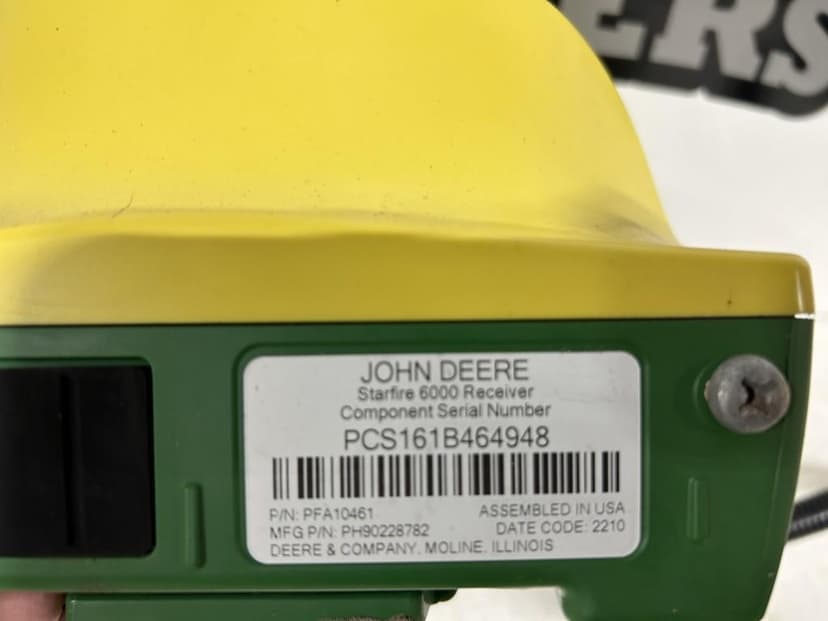 ERS
JOHN DEERE
Starfire 6000 Receiver
Component Serial Number
PCS161B464948
P/N: PFA10461 ASSEMBLED IN USA
MFG P/N: PH90228782 DATE CODE: 2210
DEERE & COMPANY, MOLINE, ILLINOIS